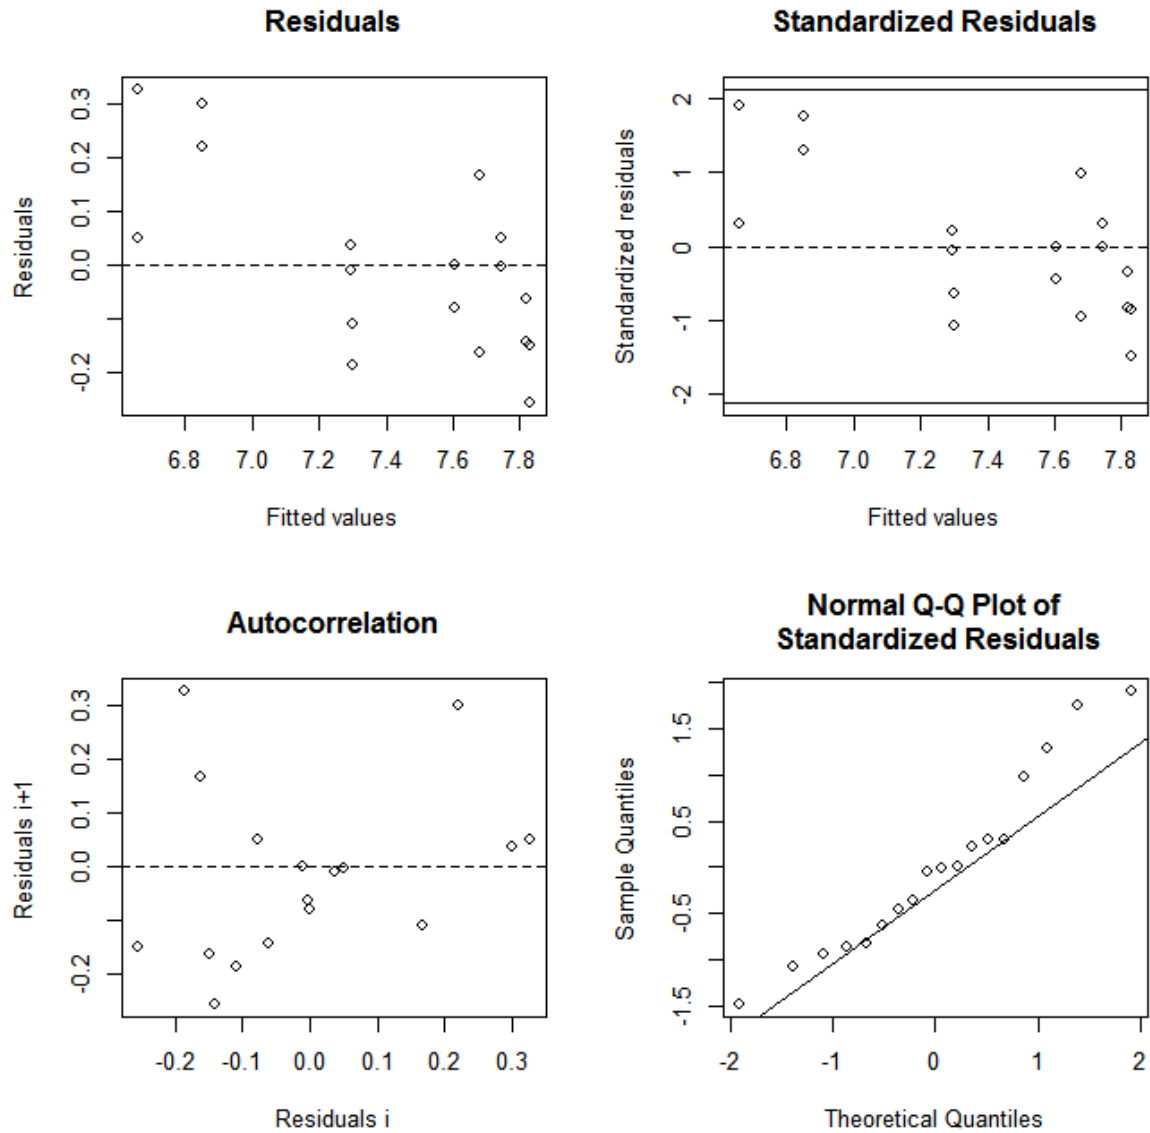 Residuals
Residuals
0.3
0.2
0.1
0.0
-0.2
6.8 7.0 7.2 7.4 7.6 7.8
Fitted values
Standardized Residuals
Standardized residuals
2
1
0
-1
-2
6.8 7.0 7.2 7.4 7.6 7.8
Fitted values
Autocorrelation
Residuals i+1
0.3
0.2
0.1
0.0
-0.2
-0.2 -0.1 0.0 0.1 0.2 0.3
Residuals i
Normal Q-Q Plot of
Standardized Residuals
Sample Quantiles
1.5
0.5
-0.5
-1.5
-2 -1 0 1 2
Theoretical Quantiles